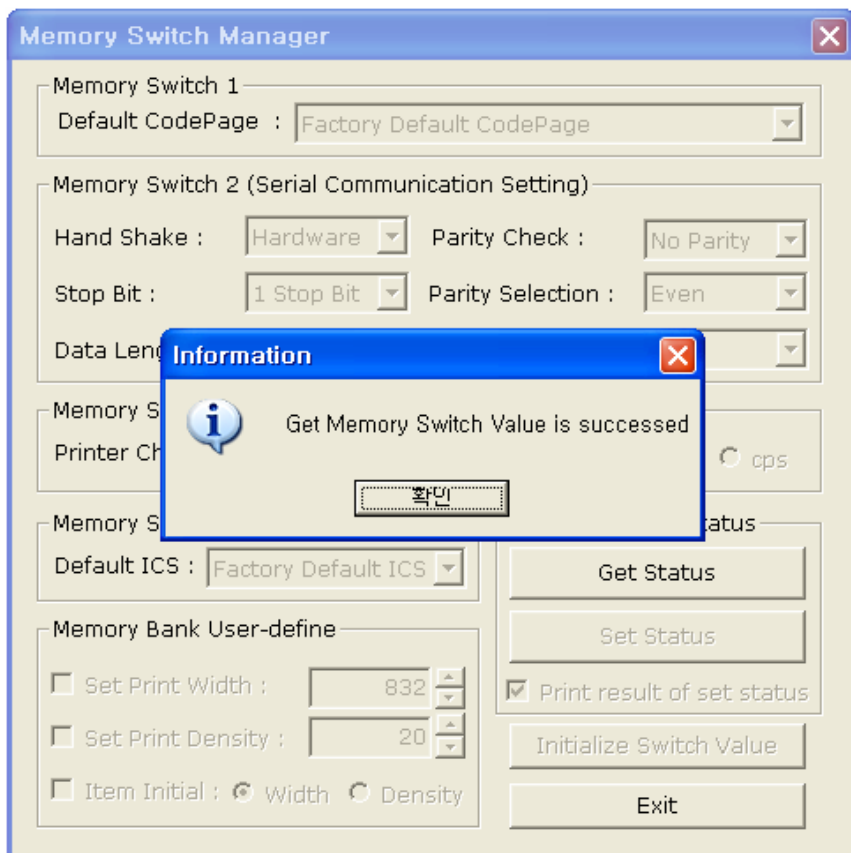 Memory Switch Manager
Memory Switch 1
Default CodePage : Factory Default CodePage
Memory Switch 2 (Serial Communication Setting)
Hand Shake : Hardware Parity Check : No Parity
Stop Bit : 1 Stop Bit Parity Selection : Even
Data
Information
Get Memory Switch Value is successed
확인
Memory
Printer cps
Memory
Default ICS : Factory Default ICS
Get Status
Memory Bank User-define
Set Status
Set Print Width : 832
Print result of set status
Set Print Density : 20
Initialize Switch Value
Item Initial : Width Density
Exit